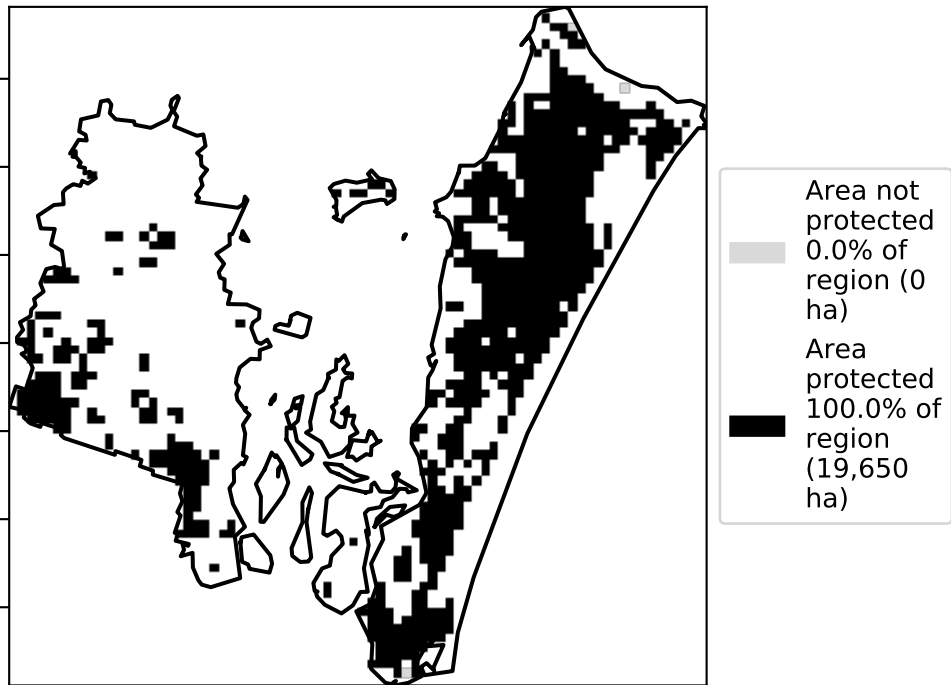 Area not
protected
0.0% of
region (0
ha)
Area
protected
100.0% of
region
(19,650
ha)